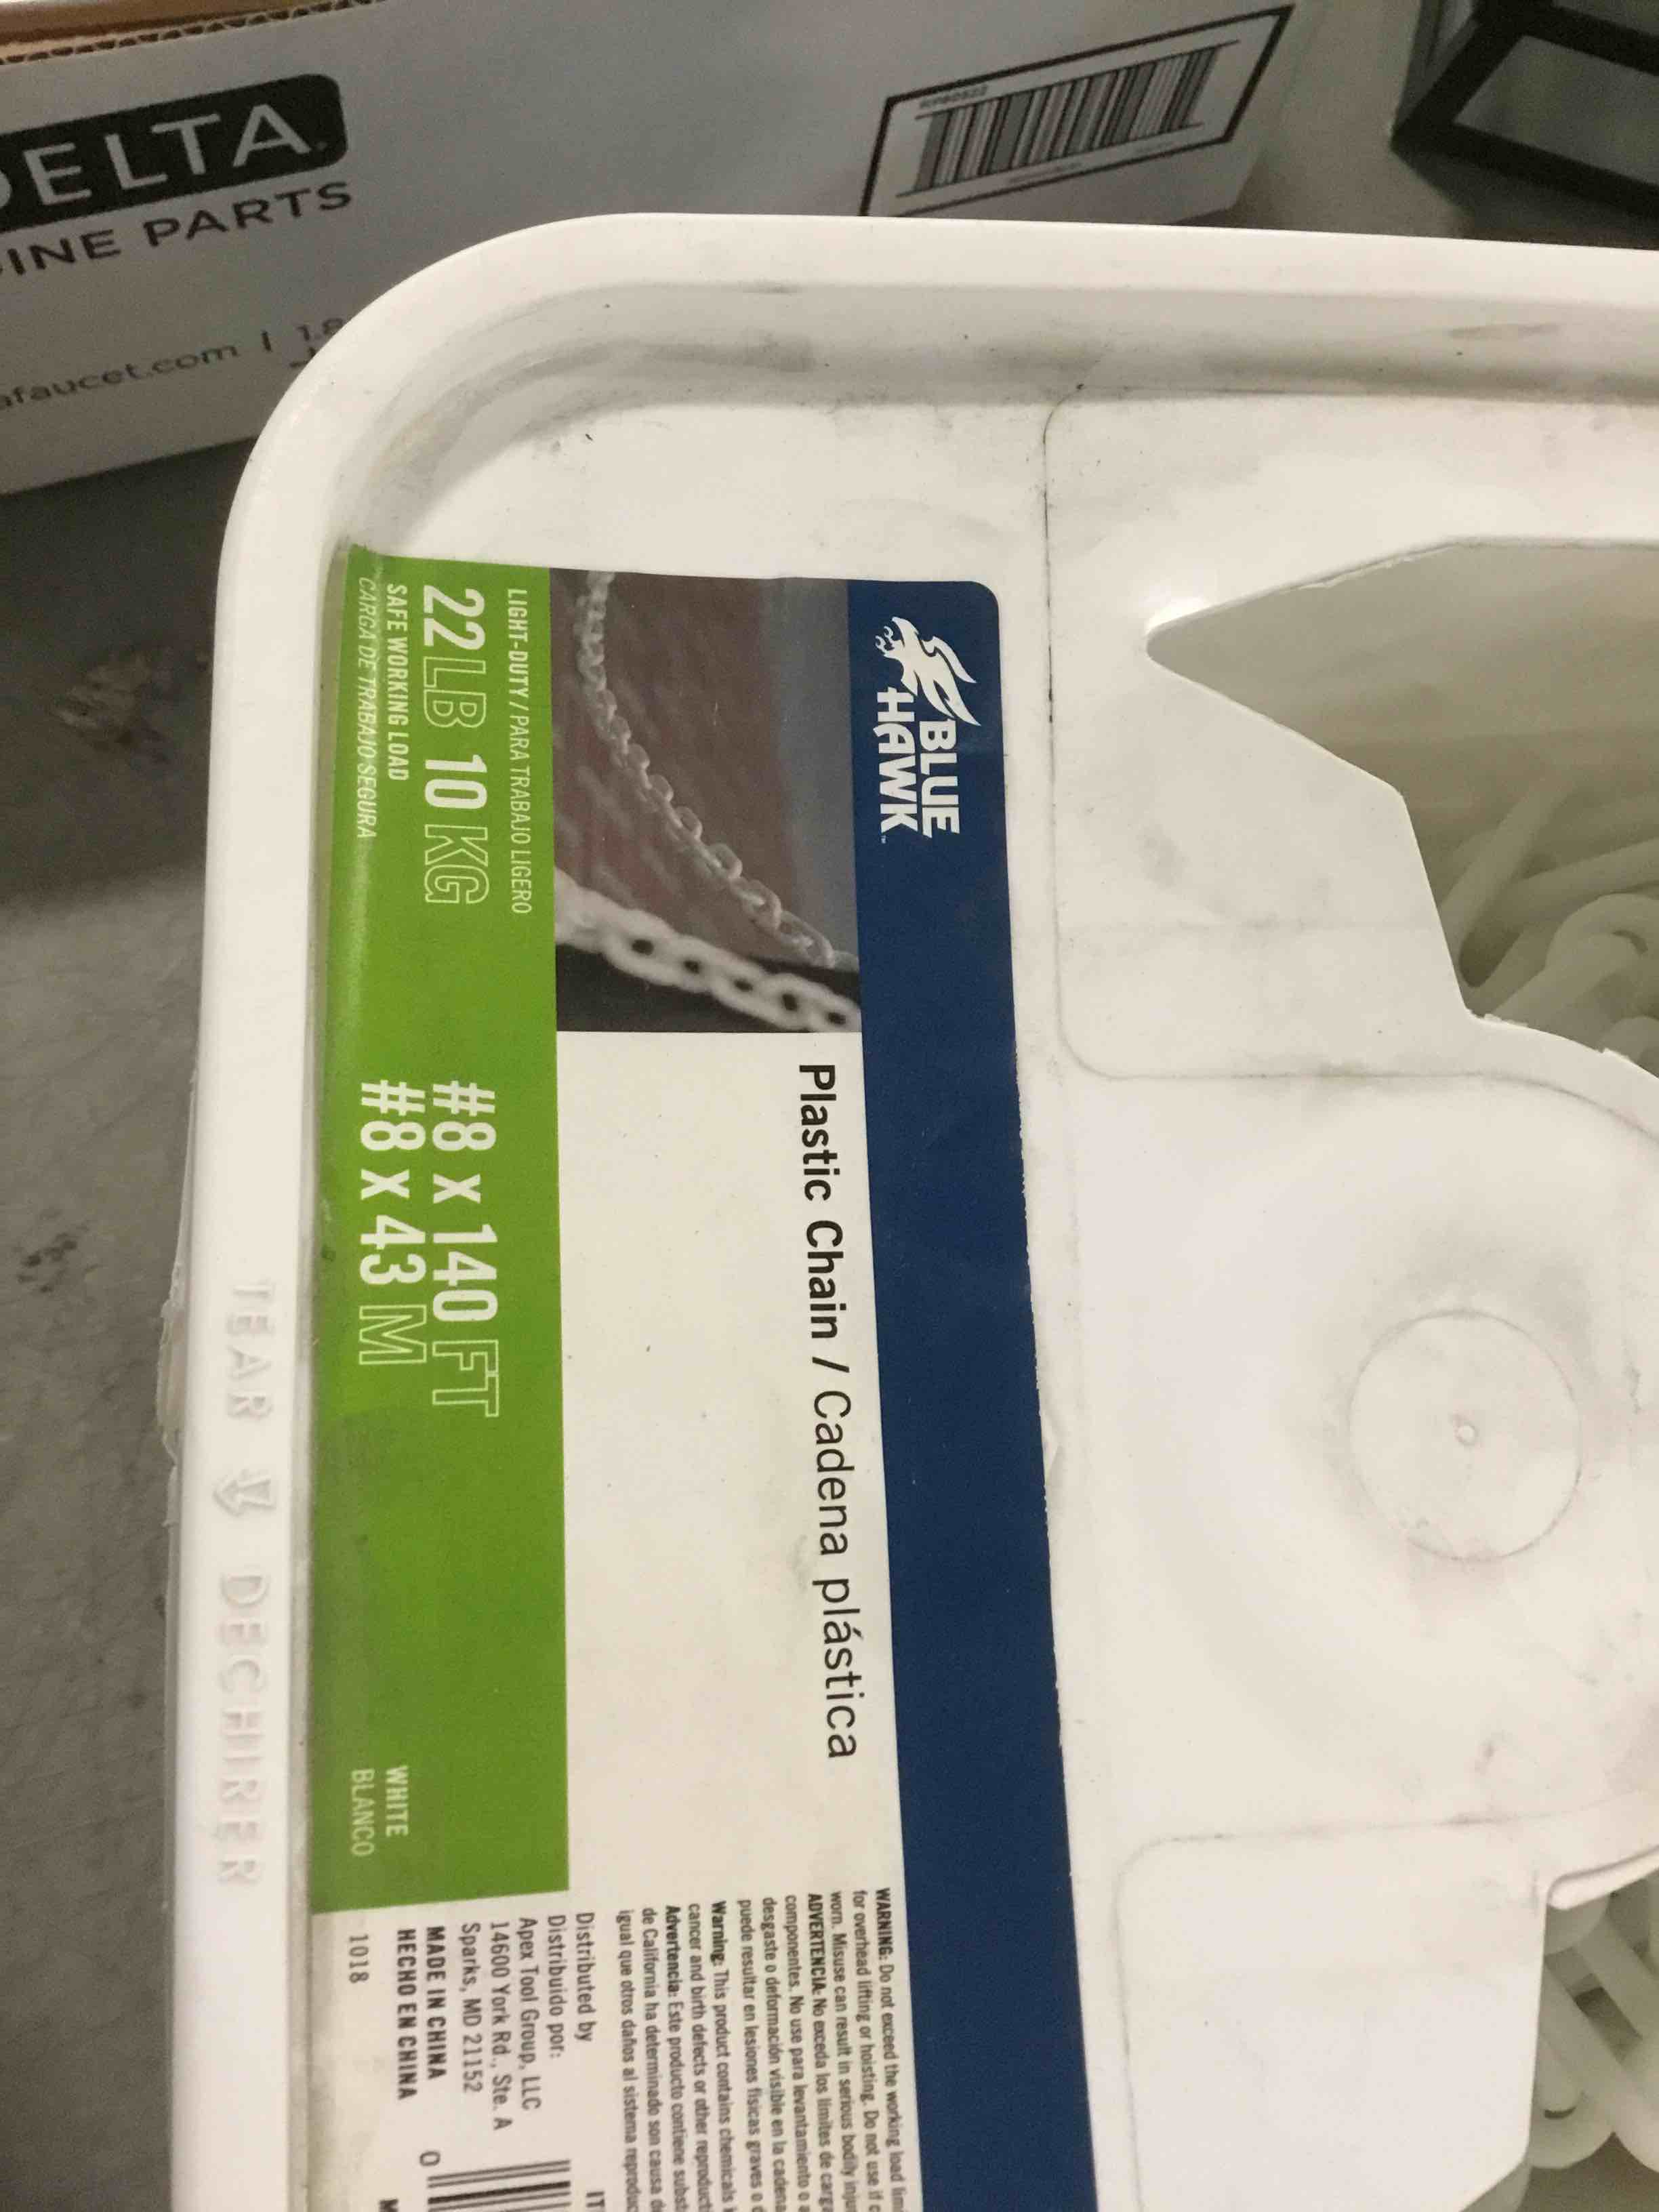 DELTA
PARTS
faucet.com | 1.8
BLUE
HAWK
Plastic Chain / Cadena plástica
LIGHT-DUTY / PARA TRABAJO LIGERO
22 LB 10 KG
SAFE WORKING LOAD
CARGA DE TRABAJO SEGURA
#8 x 140 FT
#8 x 43 M
WHITE
BLANCO
WARNING: Do not exceed the working load
for overhead lifting or hoisting. Do not use if
worn. Misuse can result in serious bodily
ADVERTENCIA: No exceda los límites de
componentes. No use para levantamiento o
desgaste o deformación visible en la cadena
puede resultar en lesiones físicas graves o
Warning: This product contains chemicals
cancer and birth defects or other
Advertencia: Este producto contiene
de California ha determinado son causa
igual que otros daños al sistema
Distributed by
Distribuido por:
Apex Tool Group, LLC
14600 York Rd., Ste. A
Sparks, MD 21152
MADE IN CHINA
HECHO EN CHINA
1018
0
TEAR DECHIRER